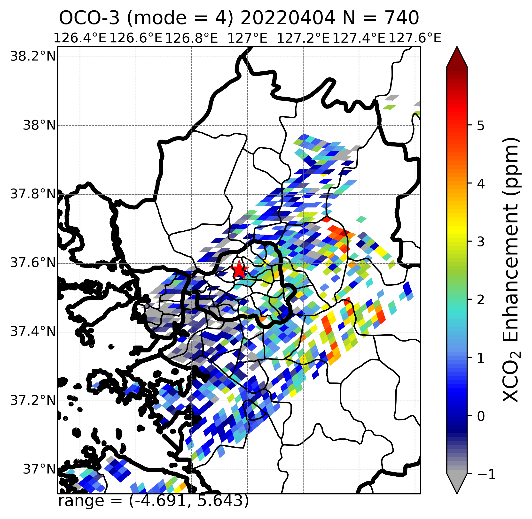 OCO-3 (mode = 4) 20220404 N = 740
126.4°E 126.6°E 126.8°E 127°E 127.2°E 127.4°E 127.6°E
38.2°N
38°N
37.8°N
37.6°N
37.4°N
37.2°N
37°N
range = (-4.691, 5.643)
5
4
3
2
1
0
−1
XCO₂ Enhancement (ppm)